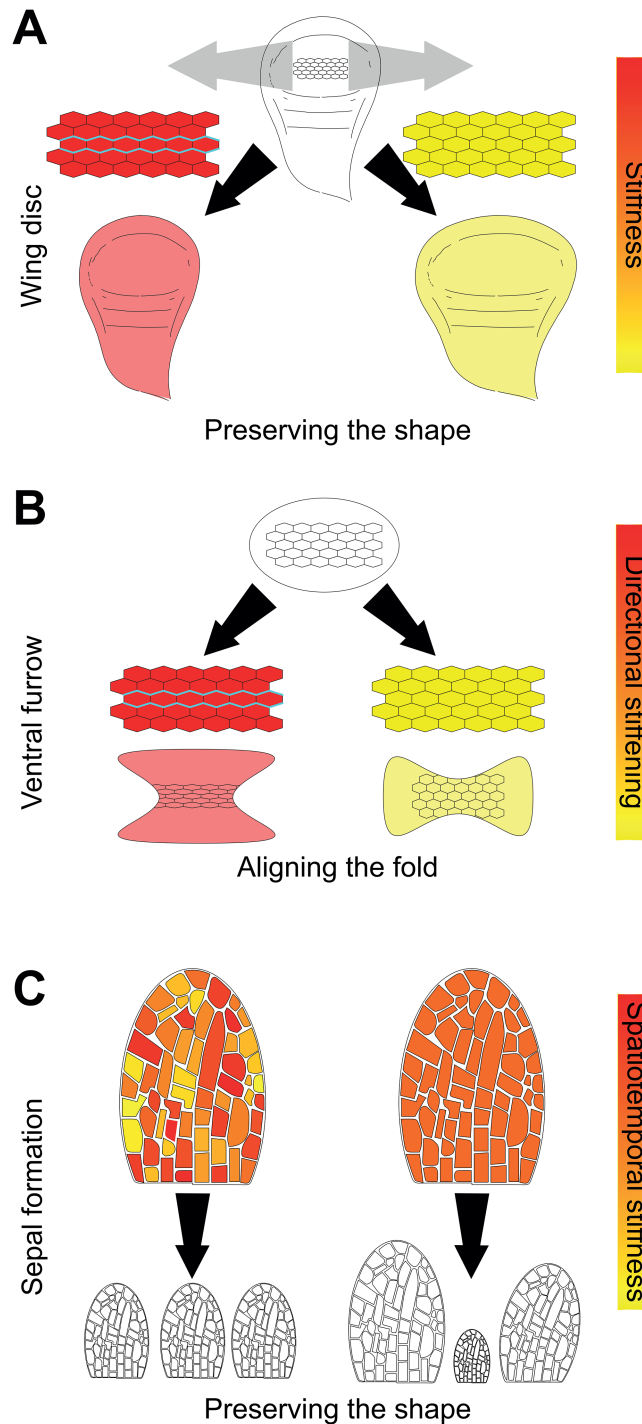 A
Wing disc
Stiffness
Preserving the shape
B
Ventral furrow
Directional stiffening
Aligning the fold
C
Sepal formation
Spatiotemporal stiffness
Preserving the shape